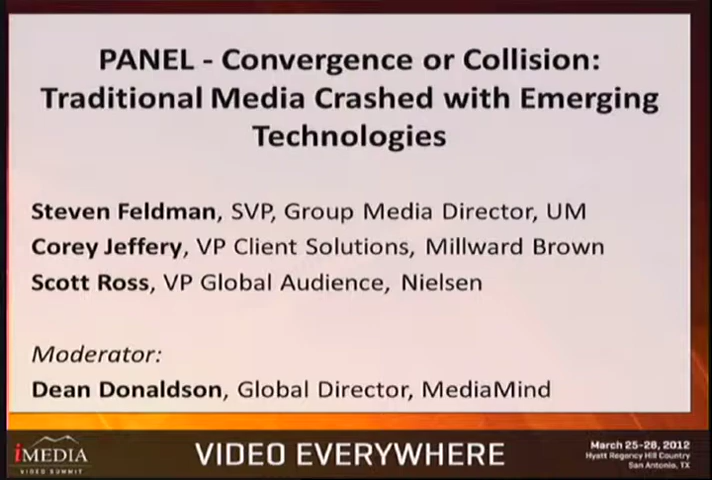 PANEL - Convergence or Collision:
Traditional Media Crashed with Emerging
Technologies
Steven Feldman, SVP, Group Media Director, UM
Corey Jeffery, VP Client Solutions, Millward Brown
Scott Ross, VP Global Audience, Nielsen
Moderator:
Dean Donaldson, Global Director, MediaMind
iMEDIA
VIDEO SUMMIT
VIDEO EVERYWHERE
March 25-28, 2012
Hyatt Regency Hill Country
San Antonio, TX